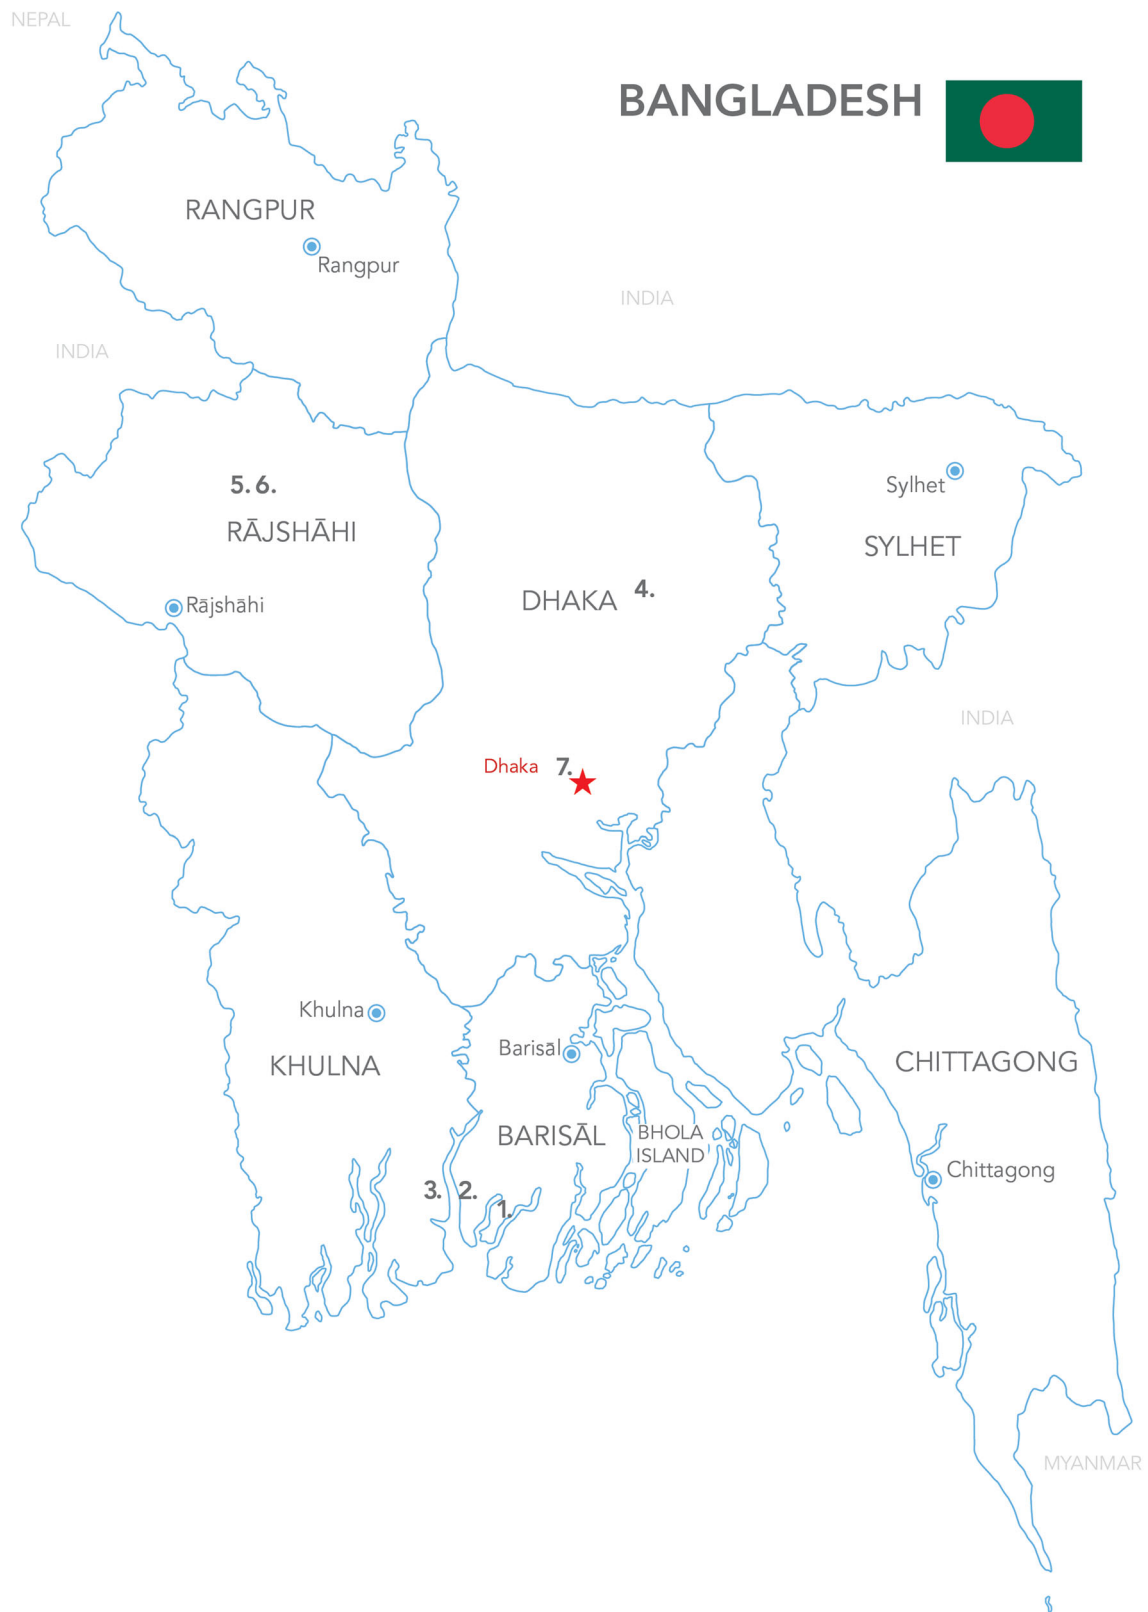 NEPAL
BANGLADESH
RANGPUR
Rangpur
INDIA
INDIA
5. 6.
RĀJSHĀHI
Rājshāhi
Sylhet
SYLHET
DHAKA 4.
INDIA
Dhaka 7.
Khulna
KHULNA
Barisāl
BARISĀL
BHOLA
ISLAND
CHITTAGONG
Chittagong
3. 2. 1.
MYANMAR